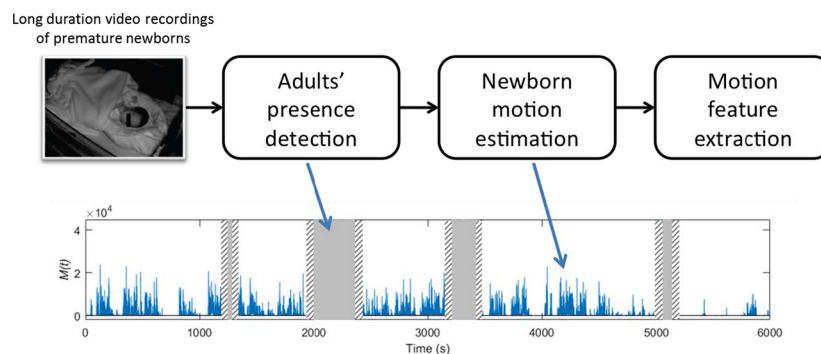 Long duration video recordings
of premature newborns
Adults'
presence
detection
Newborn
motion
estimation
Motion
feature
extraction
× 10⁴
4
2
0
M(t)
0 1000 2000 3000 4000 5000 6000
Time (s)